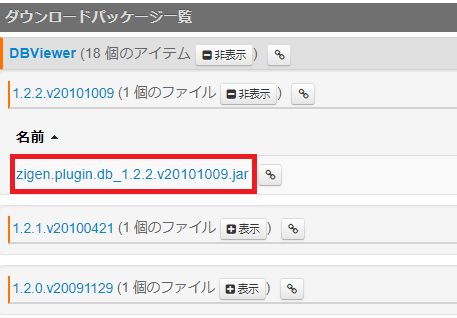 ダウンロードパッケージ一覧
DBViewer (18 個のアイテム 非表示)
1.2.2.v20101009 (1 個のファイル 非表示)
名前
zigen.plugin.db_1.2.2.v20101009.jar
1.2.1.v20100421 (1 個のファイル 表示)
1.2.0.v20091129 (1 個のファイル 表示)